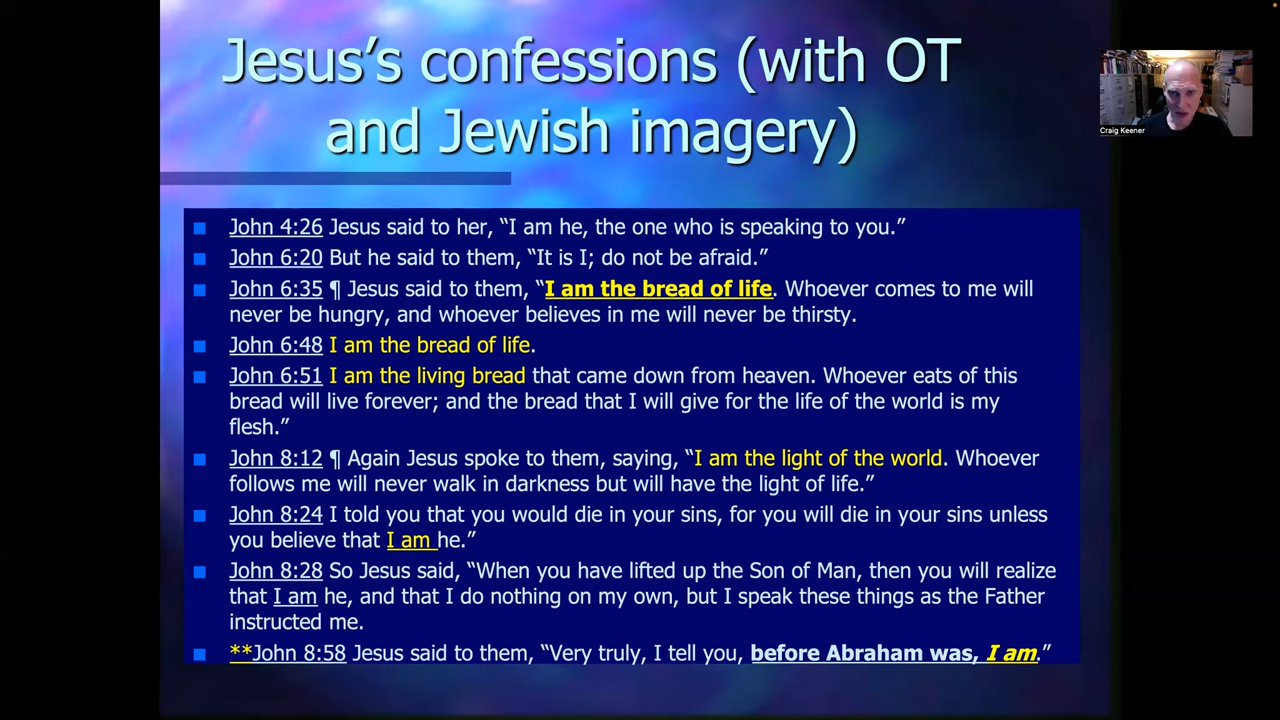 Jesus’s confessions (with OT
and Jewish imagery)
Craig Keener
John 4:26 Jesus said to her, “I am he, the one who is speaking to you.”
John 6:20 But he said to them, “It is I; do not be afraid.”
John 6:35 ¶ Jesus said to them, “I am the bread of life. Whoever comes to me will
never be hungry, and whoever believes in me will never be thirsty.
John 6:48 I am the bread of life.
John 6:51 I am the living bread that came down from heaven. Whoever eats of this
bread will live forever; and the bread that I will give for the life of the world is my
flesh.”
John 8:12 ¶ Again Jesus spoke to them, saying, “I am the light of the world. Whoever
follows me will never walk in darkness but will have the light of life.”
John 8:24 I told you that you would die in your sins, for you will die in your sins unless
you believe that I am he.”
John 8:28 So Jesus said, “When you have lifted up the Son of Man, then you will realize
that I am he, and that I do nothing on my own, but I speak these things as the Father
instructed me.
**John 8:58 Jesus said to them, “Very truly, I tell you, before Abraham was, I am.”